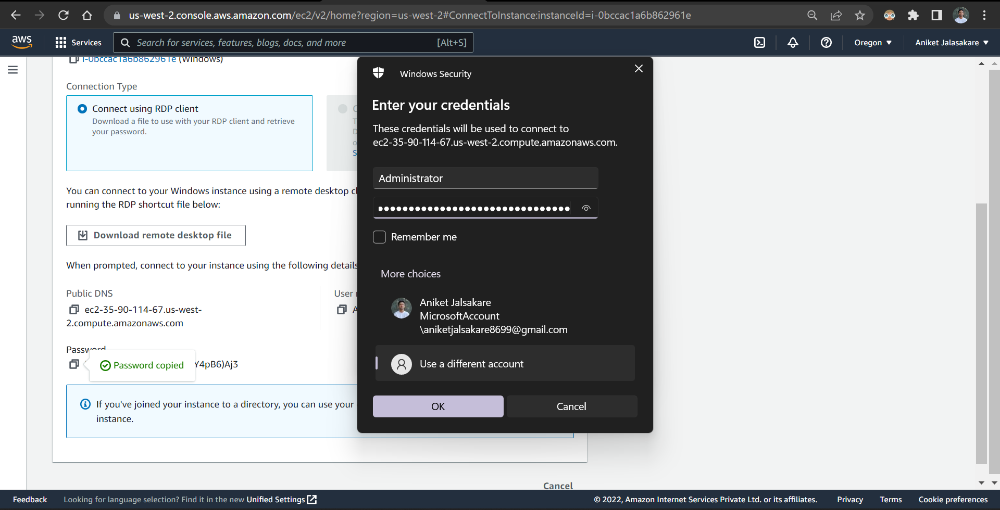 us-west-2.console.aws.amazon.com/ec2/v2/home?region=us-west-2#ConnectToInstance:instanceId=i-0bccac1a6b862961e
aws
Services
Search for services, features, blogs, docs, and more
[Alt+S]
Oregon
Aniket Jalasakare
i-0bccac1a6b862961e (Windows)
Connection Type
Connect using RDP client
Download a file to use with your RDP client and retrieve
your password.
You can connect to your Windows instance using a remote desktop
running the RDP shortcut file below:
Download remote desktop file
When prompted, connect to your instance using the following details
Public DNS
ec2-35-90-114-67.us-west-
2.compute.amazonaws.com
User
Password
Password copied
Y4pB6)Aj3
If you've joined your instance to a directory, you can use your
instance.
Cancel
Windows Security
Enter your credentials
These credentials will be used to connect to
ec2-35-90-114-67.us-west-2.compute.amazonaws.com.
Administrator
Remember me
More choices
Aniket Jalsakare
MicrosoftAccount
\aniketjalsakare8699@gmail.com
Use a different account
OK
Cancel
Feedback
Looking for language selection? Find it in the new Unified Settings
© 2022, Amazon Internet Services Private Ltd. or its affiliates.
Privacy
Terms
Cookie preferences